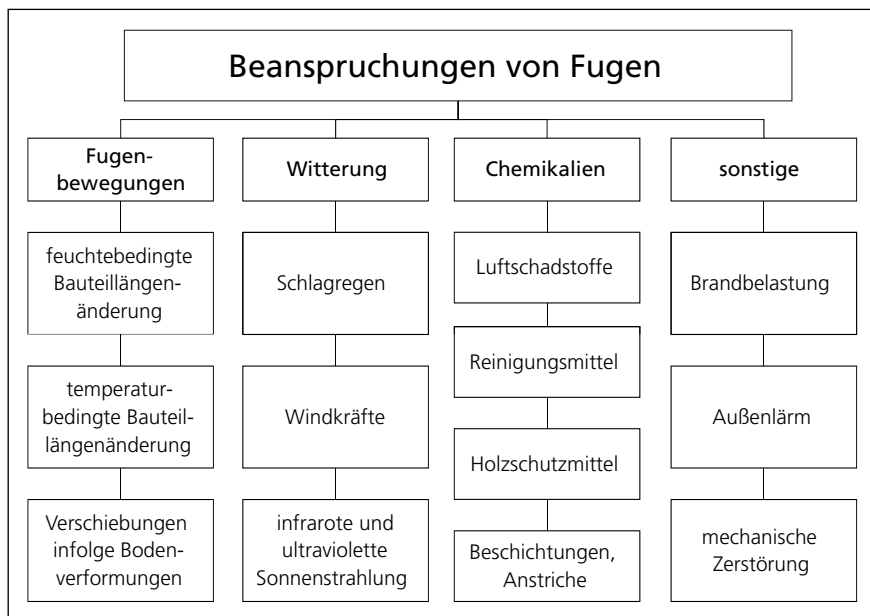 Beanspruchungen von Fugen
Fugen-
bewegungen
feuchtebedingte
Bauteillängen-
änderung
temperatur-
bedingte Bauteil-
längenänderung
Verschiebungen
infolge Boden-
verformungen
Witterung
Schlagregen
Windkräfte
infrarote und
ultraviolette
Sonnenstrahlung
Chemikalien
Luftschadstoffe
Reinigungsmittel
Holzschutzmittel
Beschichtungen,
Anstriche
sonstige
Brandbelastung
Außenlärm
mechanische
Zerstörung